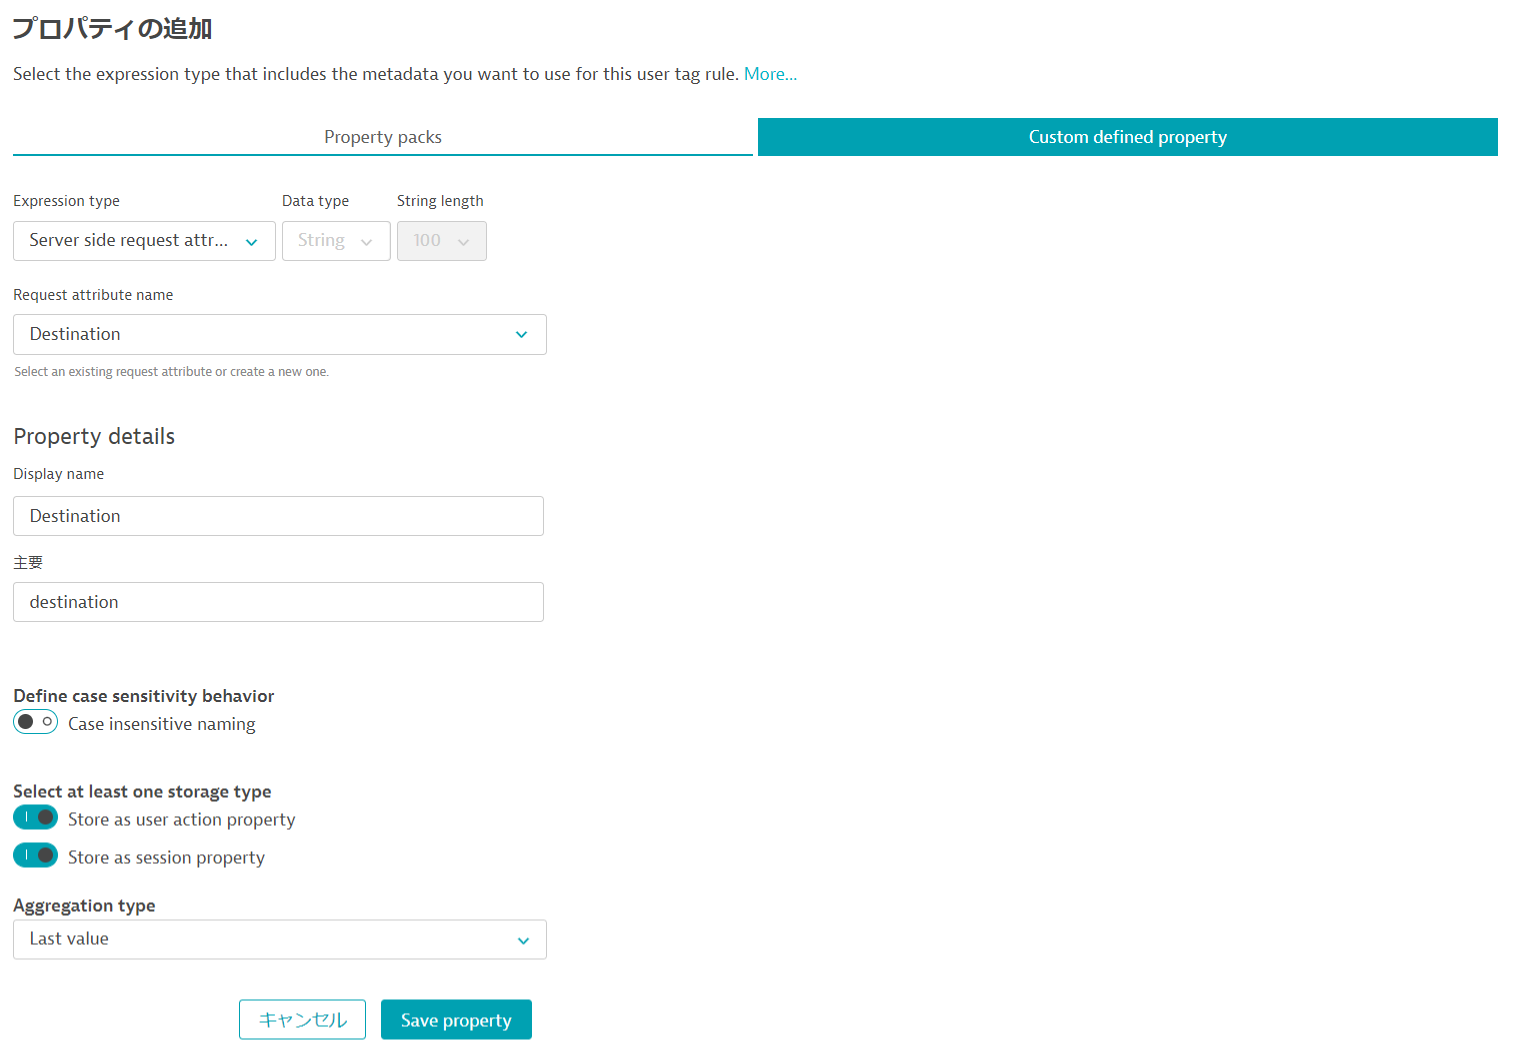 プロパティの追加
Select the expression type that includes the metadata you want to use for this user tag rule. More...
Property packs
Custom defined property
Expression type
Data type
String length
Server side request attr...
String
100
Request attribute name
Destination
Select an existing request attribute or create a new one.
Property details
Display name
Destination
主要
destination
Define case sensitivity behavior
Case insensitive naming
Select at least one storage type
Store as user action property
Store as session property
Aggregation type
Last value
キャンセル
Save property